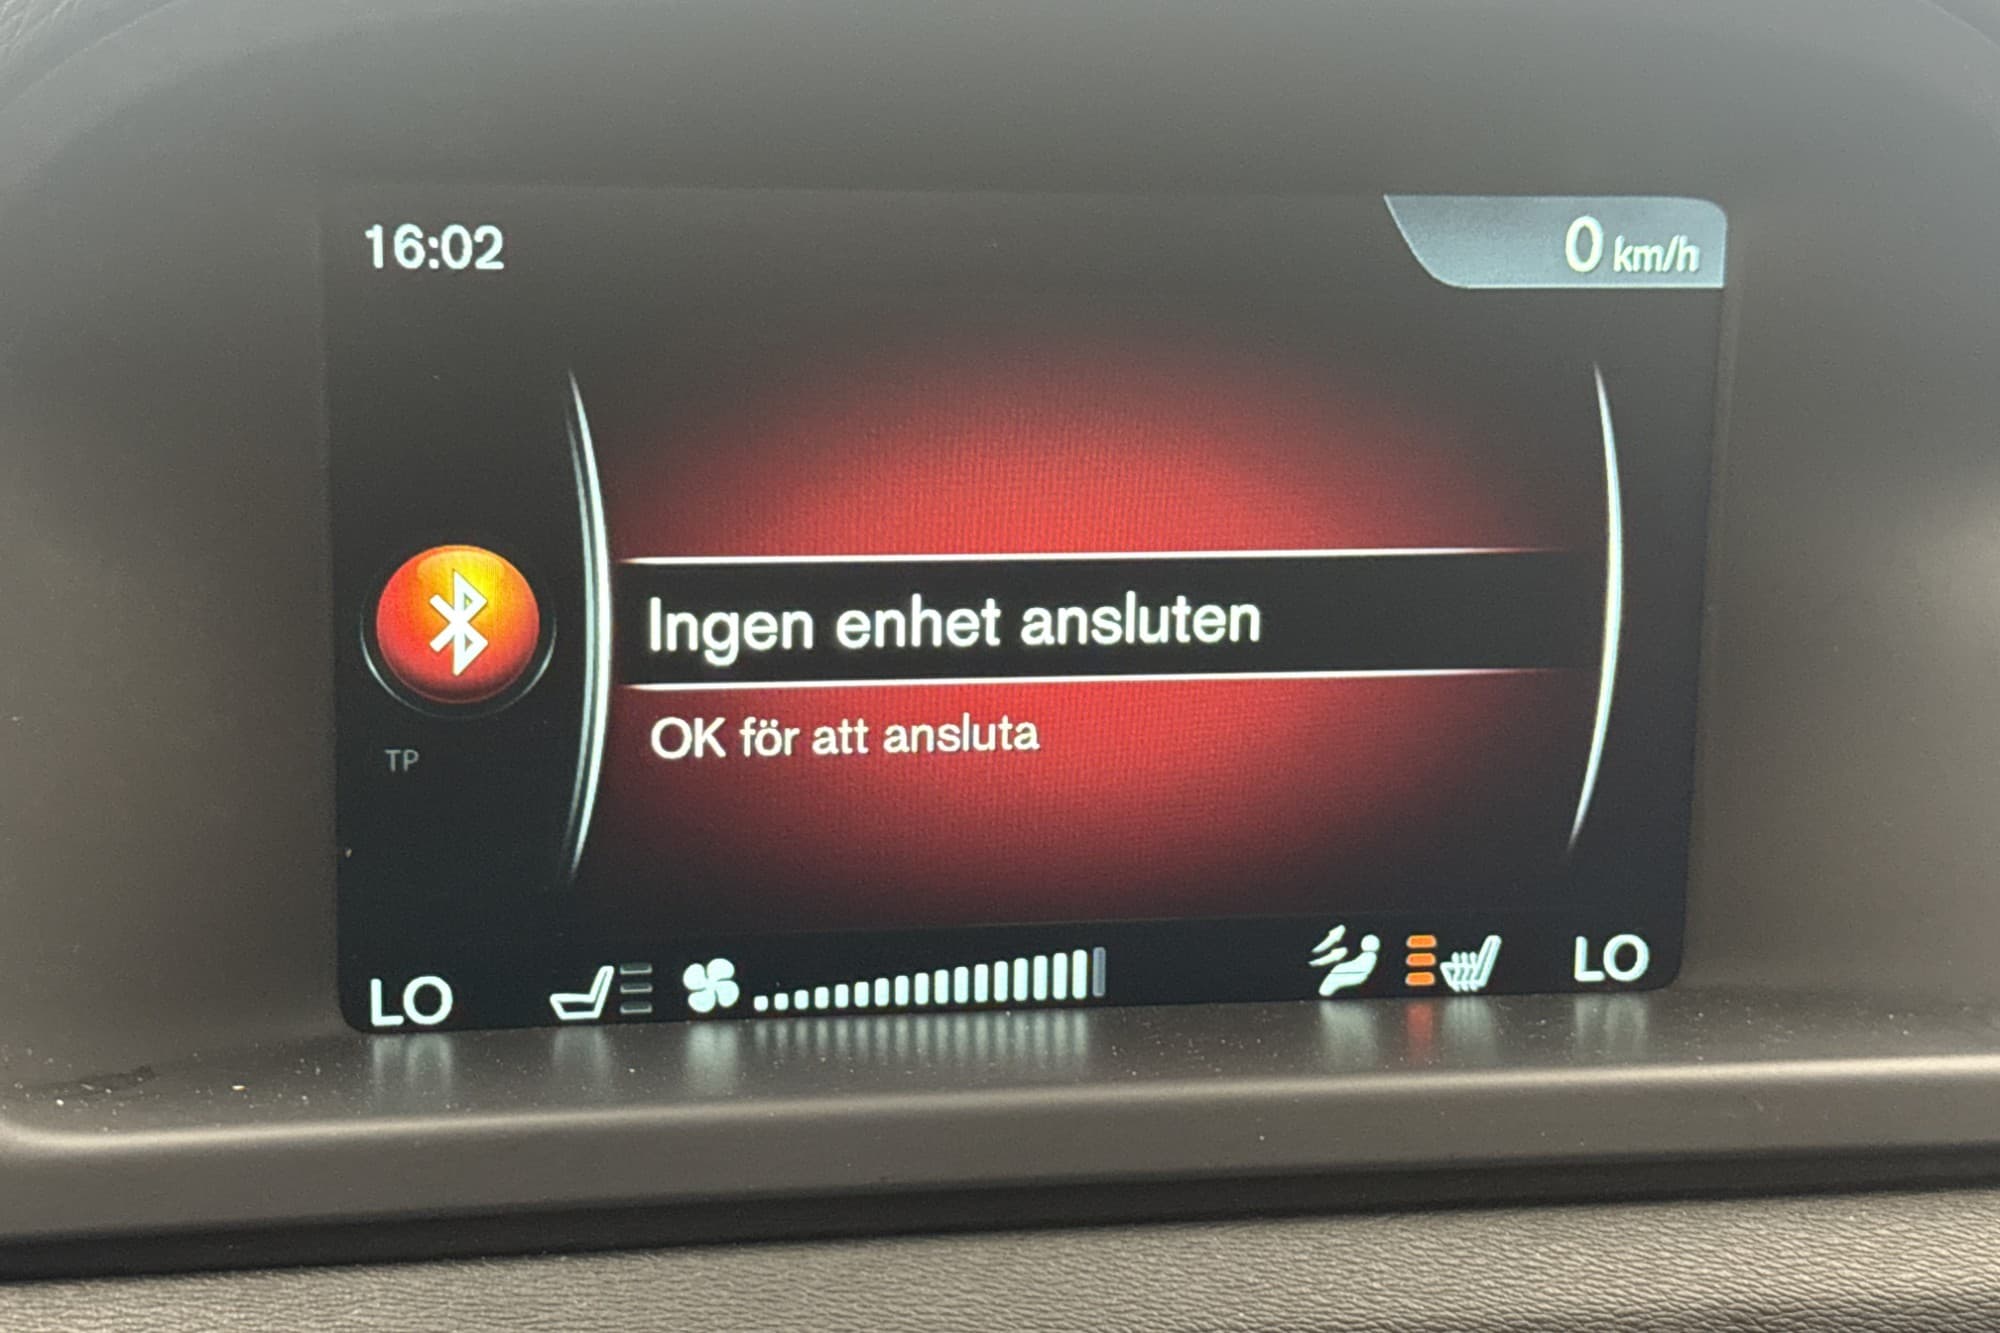 16:02
0 km/h
Ingen enhet ansluten
OK för att ansluta
TP
LO
LO